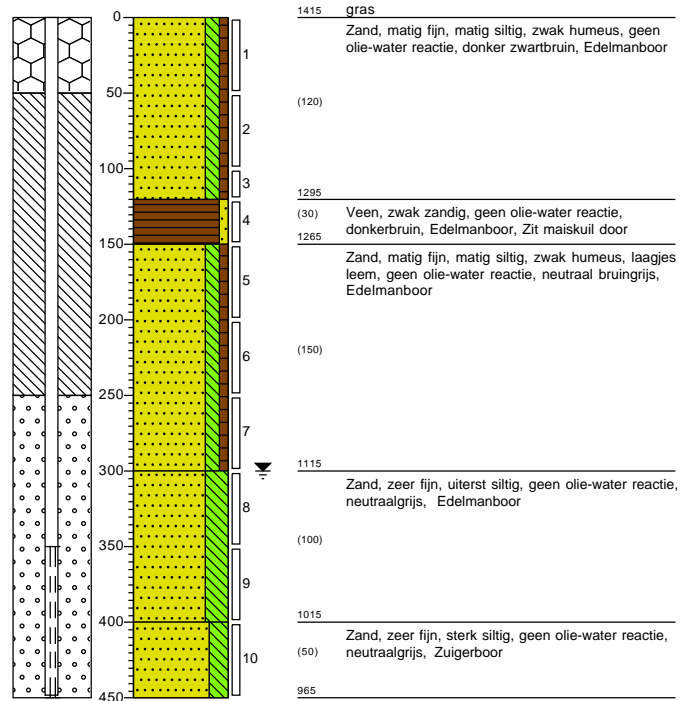 0
50
100
150
200
250
300
350
400
450
1
2
3
4
5
6
7
8
9
10
1415 gras
Zand, matig fijn, matig siltig, zwak humeus, geen
olie-water reactie, donker zwartbruin, Edelmanboor
(120)
1295
(30) Veen, zwak zandig, geen olie-water reactie,
donkerbruin, Edelmanboor, Zit maiskuil door
1265
Zand, matig fijn, matig siltig, zwak humeus, laagjes
leem, geen olie-water reactie, neutraal bruingrijs,
Edelmanboor
(150)
1115
Zand, zeer fijn, uiterst siltig, geen olie-water reactie,
neutraalgrijs, Edelmanboor
(100)
1015
Zand, zeer fijn, sterk siltig, geen olie-water reactie,
(50) neutraalgrijs, Zuigerboor
965